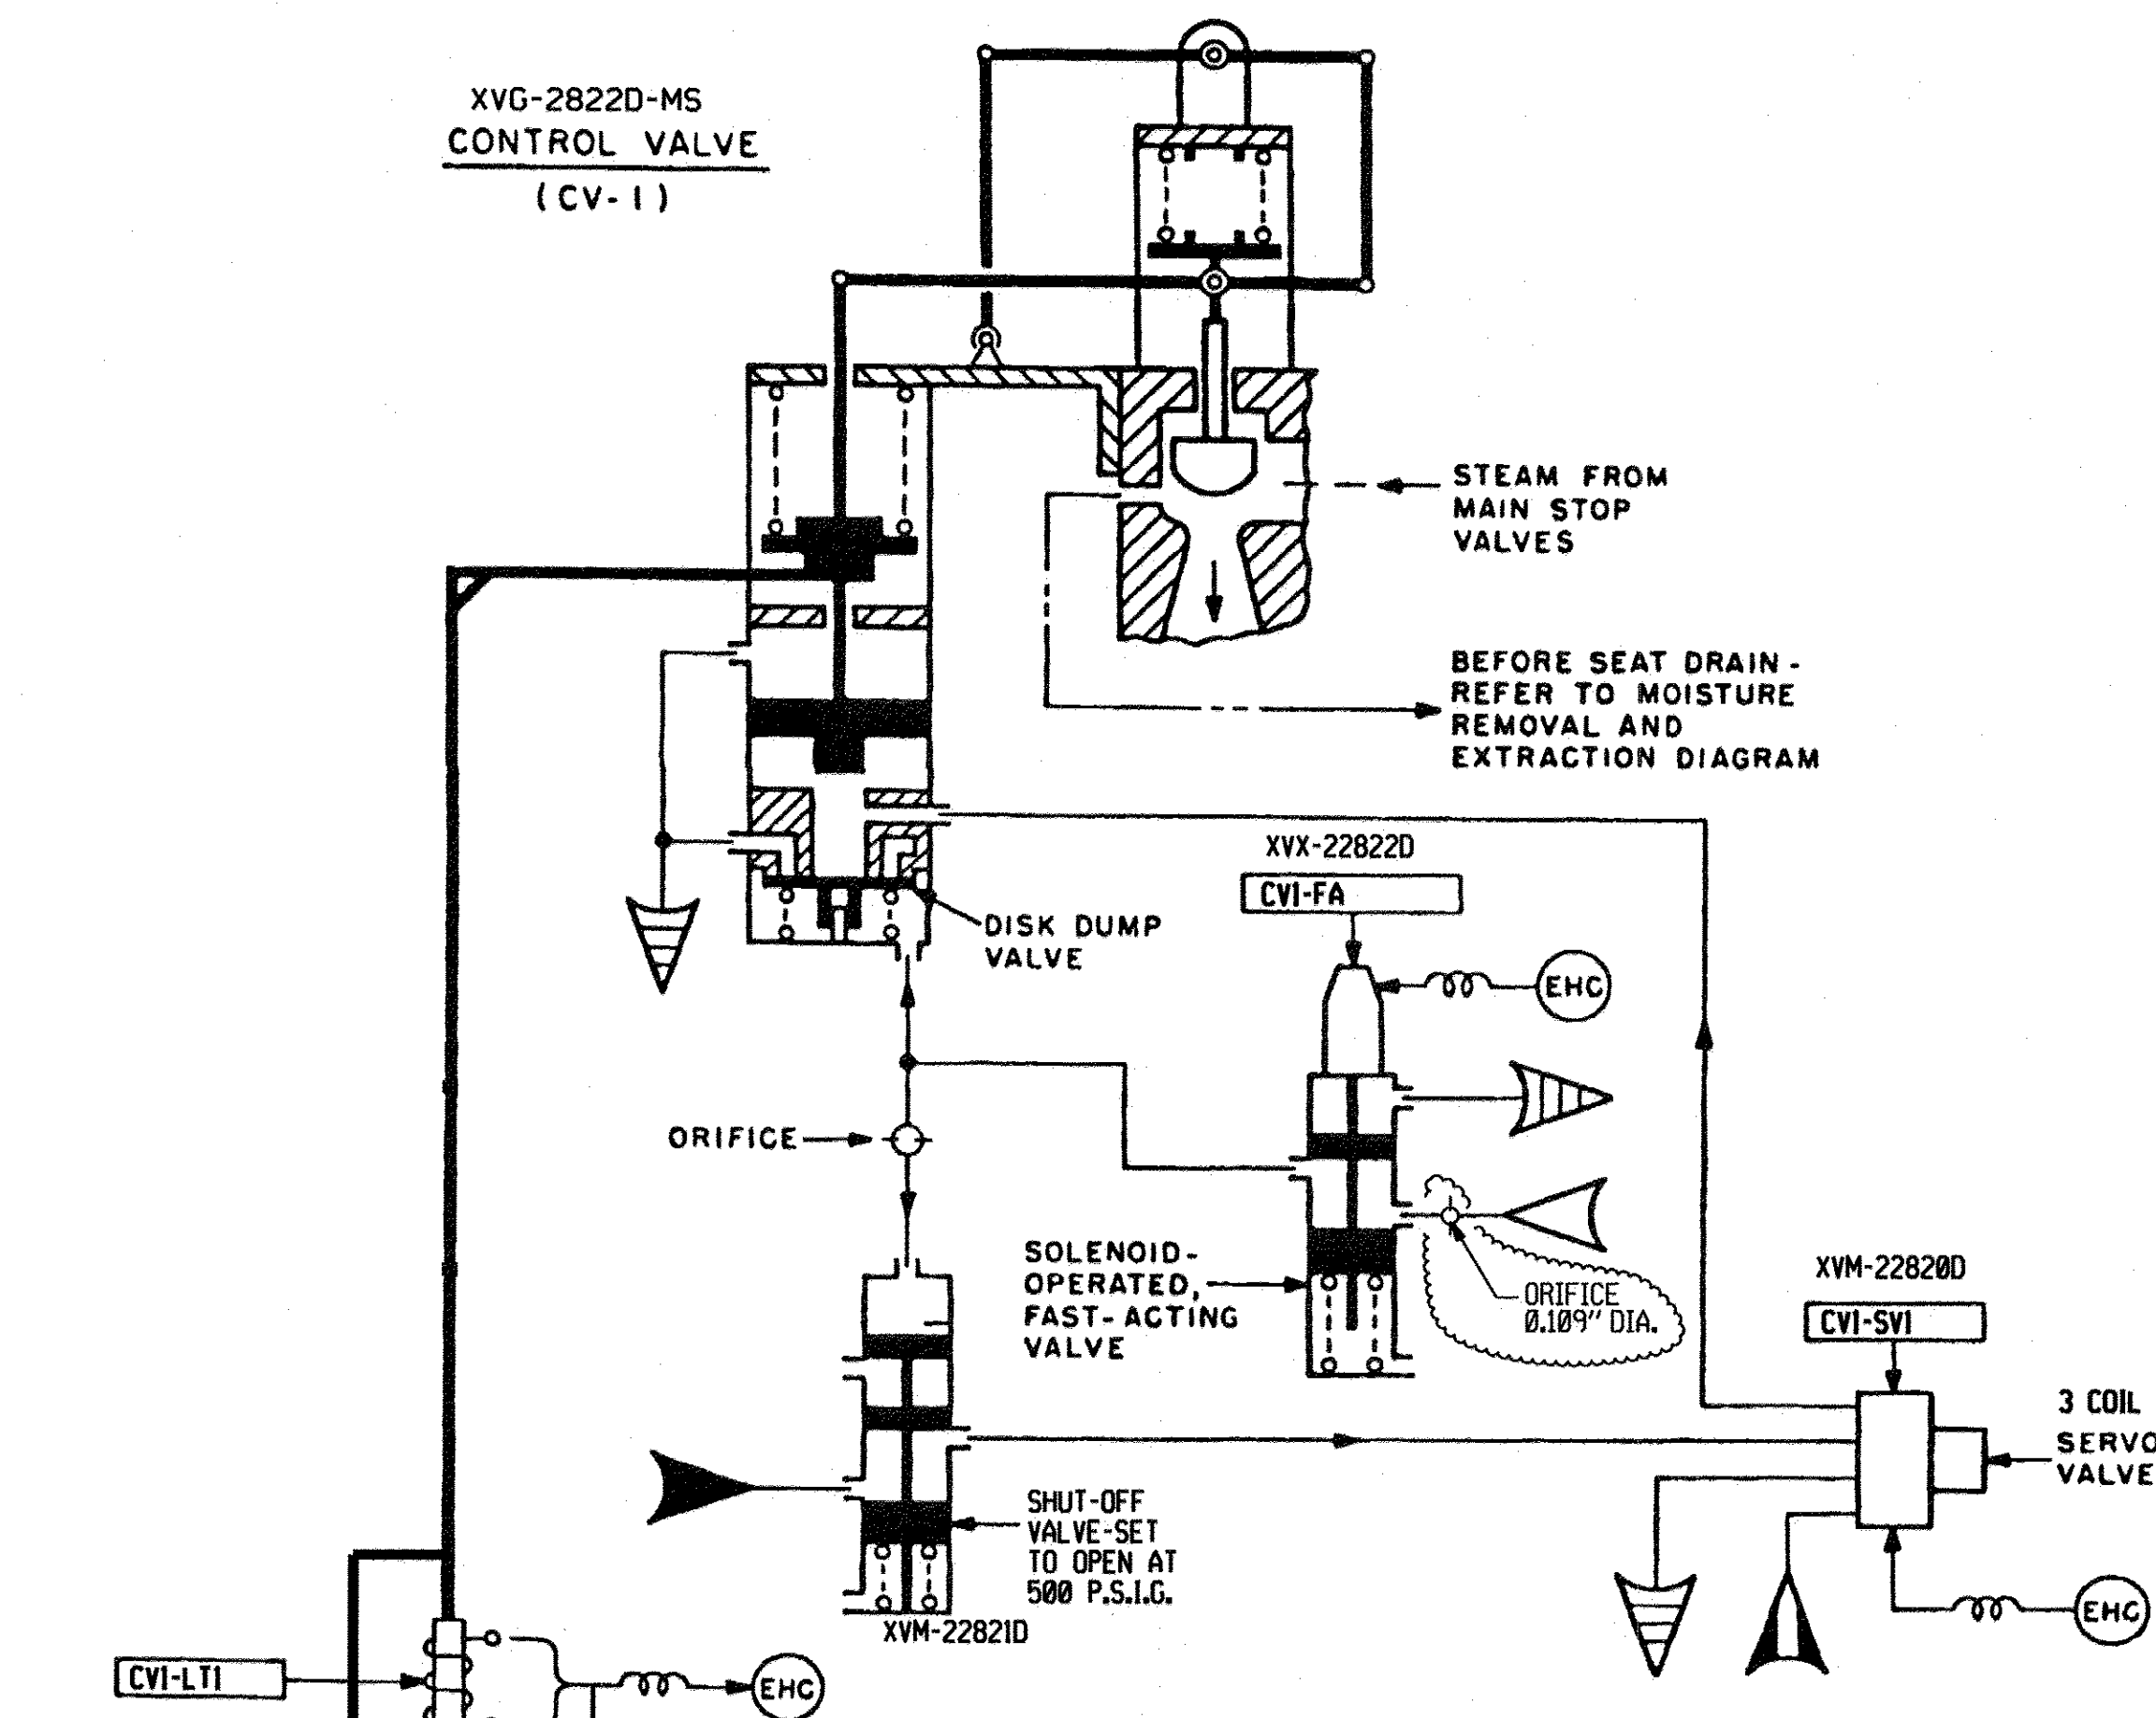 XVG-2822D-MS
CONTROL VALVE
(CV-1)
STEAM FROM
MAIN STOP
VALVES
BEFORE SEAT DRAIN-
REFER TO MOISTURE
REMOVAL AND
EXTRACTION DIAGRAM
XVX-22822D
CV1-FA
DISK DUMP
VALVE
EHC
ORIFICE
SOLENOID-
OPERATED,
FAST-ACTING
VALVE
ORIFICE
0.109" DIA.
XVM-22820D
CV1-SV1
3 COIL
SERVO
VALVE
SHUT-OFF
VALVE-SET
TO OPEN AT
500 P.S.I.G.
XVM-22821D
EHC
CV1-LT1
EHC